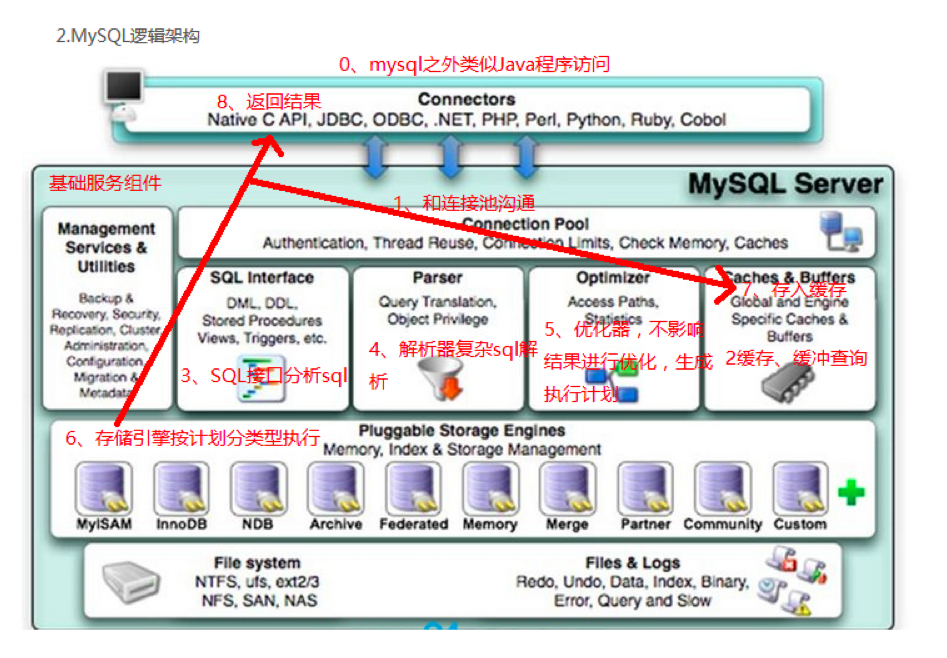 2.MySQL逻辑架构
0、mysql之外类似Java程序访问
8、返回结果
Connectors
Native C API, JDBC, ODBC, .NET, PHP, Perl, Python, Ruby, Cobol
基础服务组件
MySQL Server
1、和连接池沟通
Connection Pool
Authentication, Thread Reuse, Connection Limits, Check Memory, Caches
Management
Services &
Utilities
Backup &
Recovery, Security,
Replication, Cluster,
Administration,
Configuration,
Migration &
Metadata
SQL Interface
DML, DDL,
Stored Procedures
Views, Triggers, etc.
3、SQL接口分析sql
Parser
Query Translation,
Object Privilege
4、解析器复杂sql解
析
Optimizer
Access Paths,
Statistics
5、优化器，不影响
结果进行优化，生成
执行计划
Caches & Buffers
7、存入缓存
Global and Engine
Specific Caches &
Buffers
2缓存、缓冲查询
6、存储引擎按计划分类型执行
Pluggable Storage Engines
Memory, Index & Storage Management
MyISAM InnoDB NDB Archive Federated Memory Merge Partner Community Custom
File system
NTFS, ufs, ext2/3
NFS, SAN, NAS
Files & Logs
Redo, Undo, Data, Index, Binary,
Error, Query and Slow